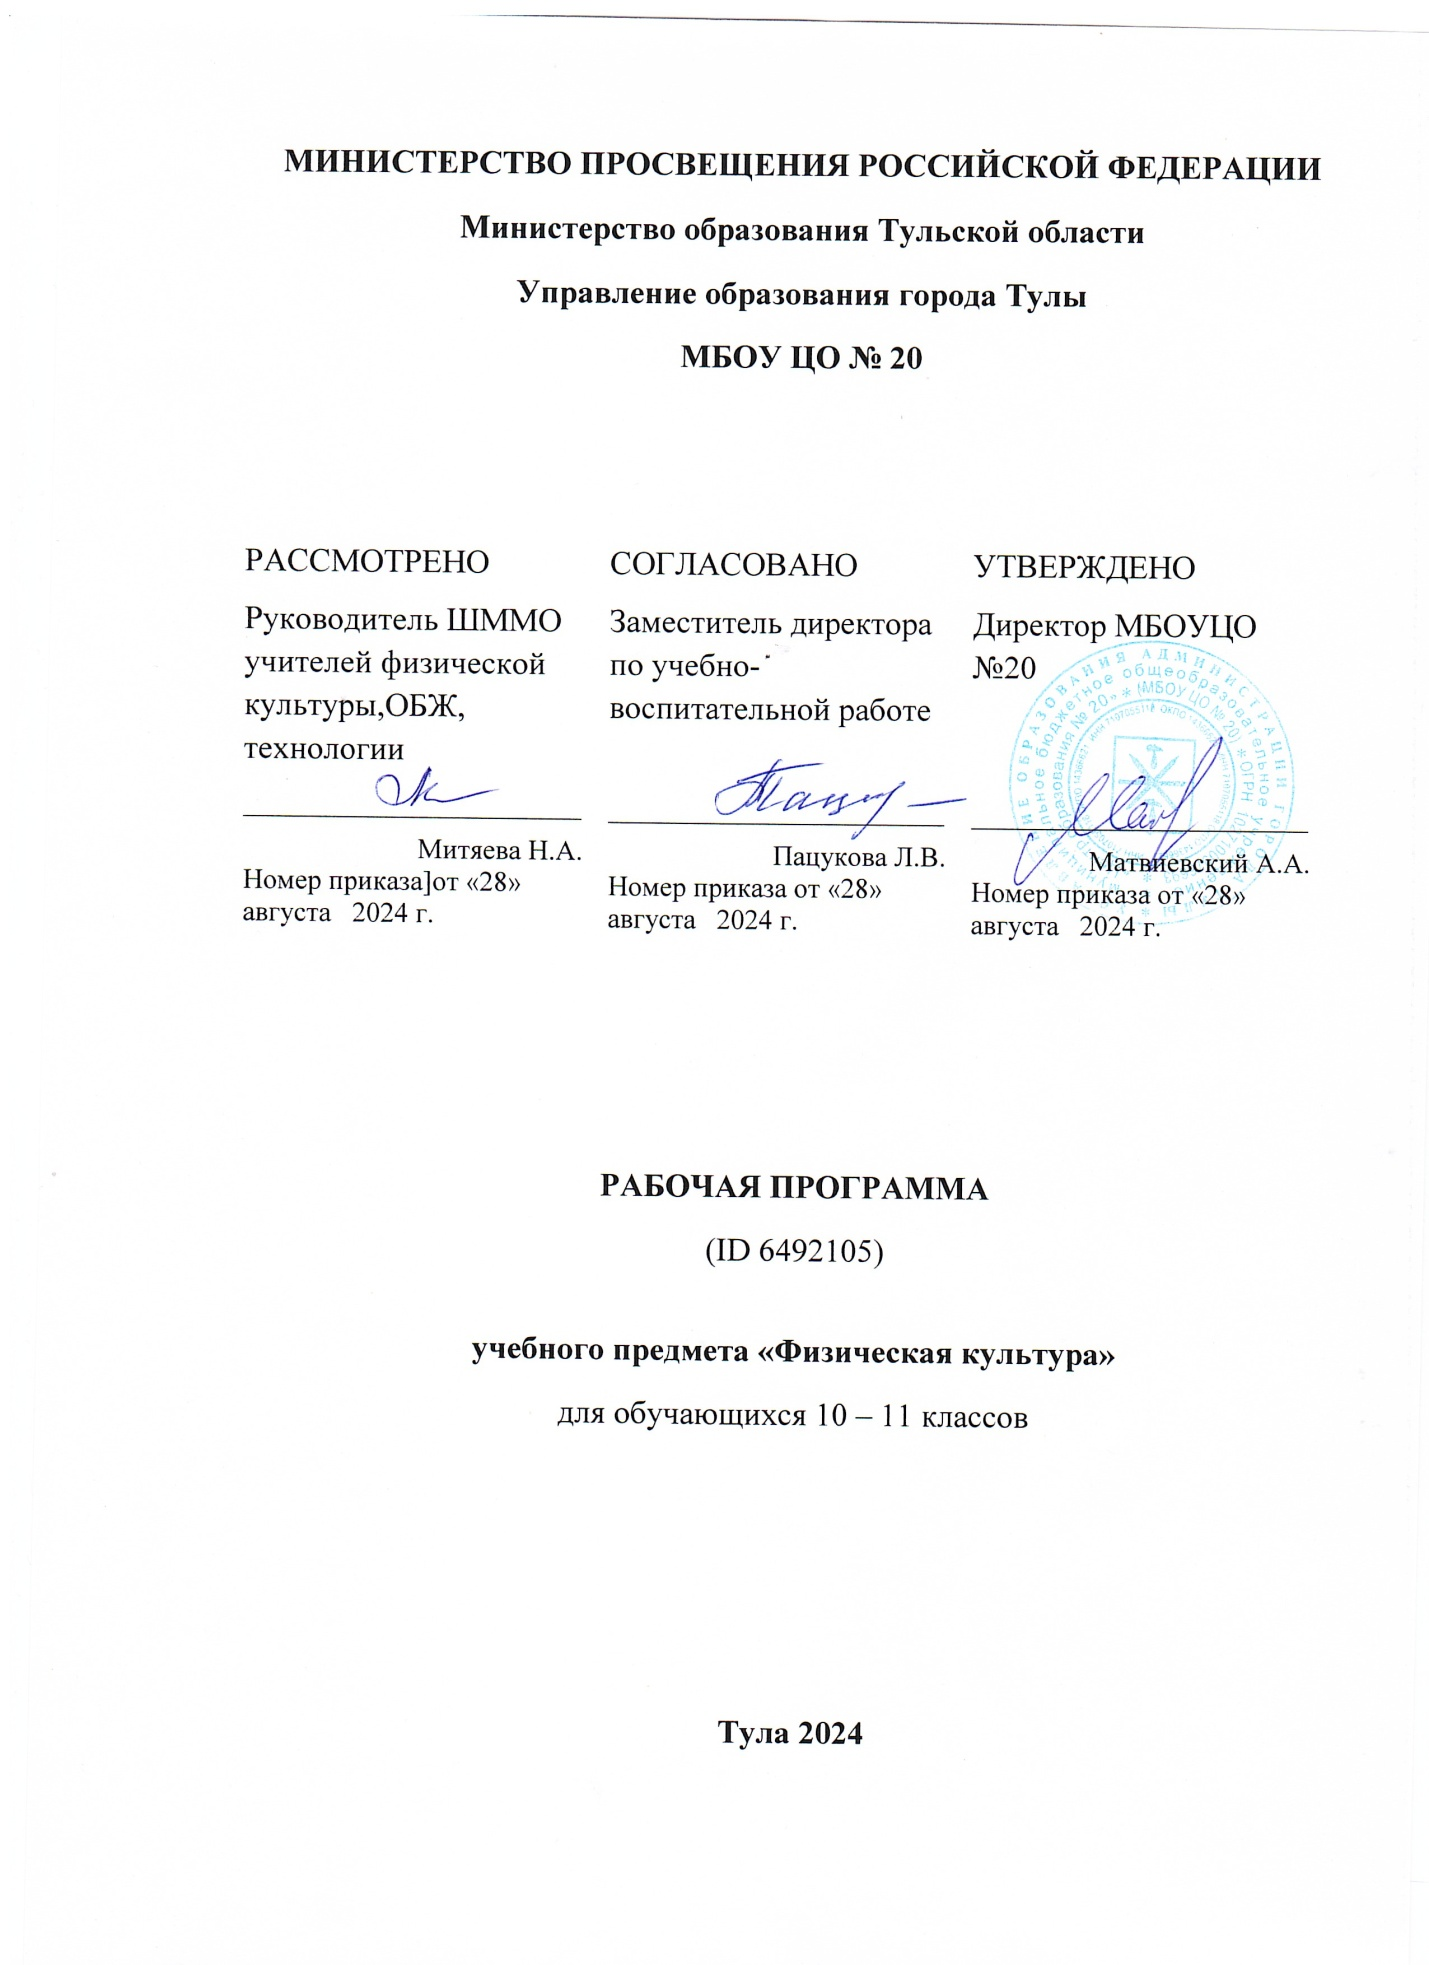 МИНИСТЕРСТВО ПРОСВЕЩЕНИЯ РОССИЙСКОЙ ФЕДЕРАЦИИ
Министерство образования Тульской области
Управление образования города Тулы
МБОУ ЦО № 20
РАССМОТРЕНО
Руководитель ШММО
учителей физической
культуры,ОБЖ,
технологии
Митяева Н.А.
Номер приказа]от «28»
августа 2024 г.
СОГЛАСОВАНО
Заместитель директора
по учебно-
воспитательной работе
Пацукова Л.В.
Номер приказа от «28»
августа 2024 г.
УТВЕРЖДЕНО
Директор МБОУЦО
№20
Матвиевский А.А.
Номер приказа от «28»
августа 2024 г.
РАБОЧАЯ ПРОГРАММА
(ID 6492105)
учебного предмета «Физическая культура»
для обучающихся 10 – 11 классов
Тула 2024